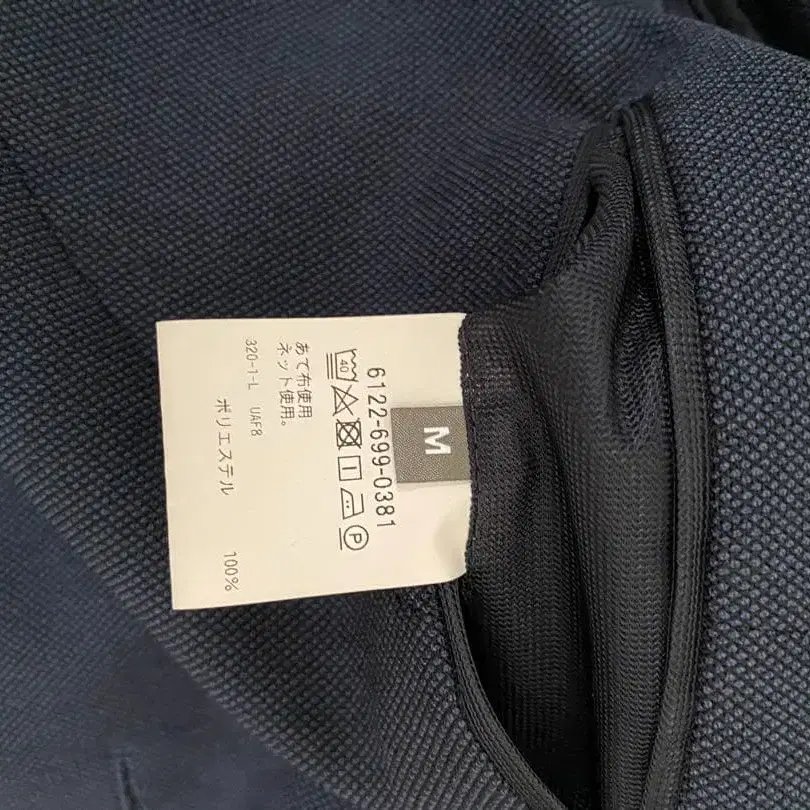 M
6122-699-0381
40
P
あて布使用
ネット使用。
320-1-L UAF8
ポリエステル 100%